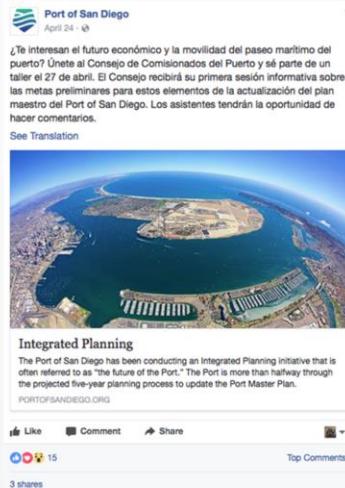 Port of San Diego
April 24 ·
¿Te interesan el futuro económico y la movilidad del paseo marítimo del
puerto? Únete al Consejo de Comisionados del Puerto y sé parte de un
taller el 27 de abril. El Consejo recibirá su primera sesión informativa sobre
las metas preliminares para estos elementos de la actualización del plan
maestro del Port of San Diego. Los asistentes tendrán la oportunidad de
hacer comentarios.
See Translation
Integrated Planning
The Port of San Diego has been conducting an Integrated Planning initiative that is
often referred to as "the future of the Port." The Port is more than halfway through
the projected five-year planning process to update the Port Master Plan.
PORTOFSANDIEGO.ORG
Like Comment Share
15 Top Comments
3 shares